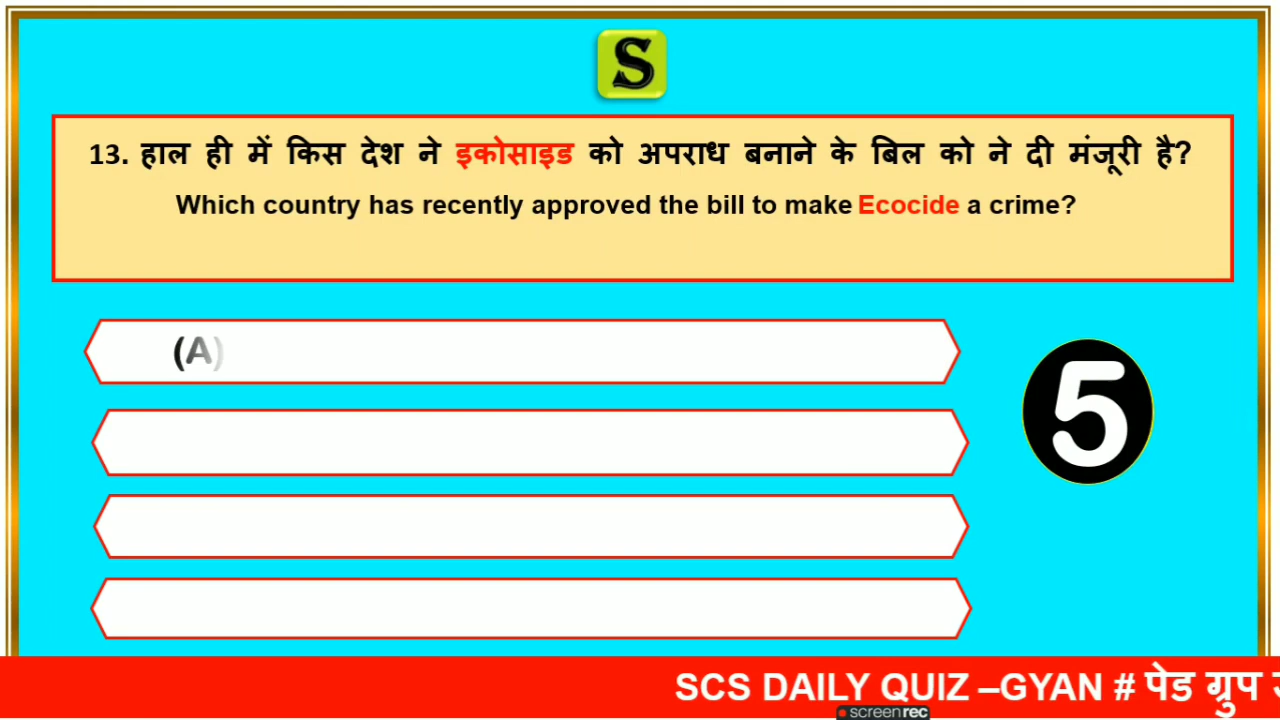 S
13. हाल ही में किस देश ने इकोसाइड को अपराध बनाने के बिल को ने दी मंजूरी है?
Which country has recently approved the bill to make Ecocide a crime?
(A)
5
SCS DAILY QUIZ –GYAN # पेड ग्रुप
screenrec